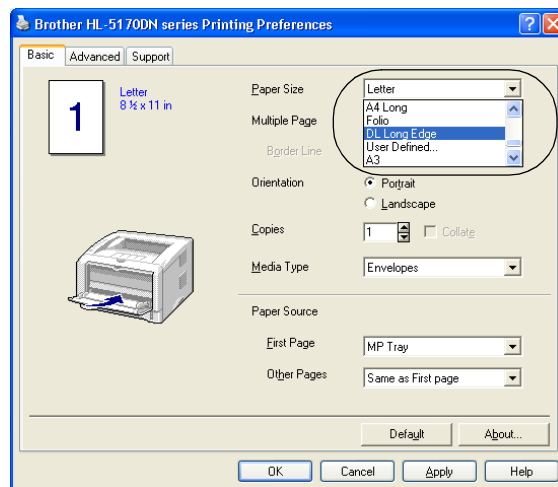 Brother HL-5170DN series Printing Preferences
Basic Advanced Support
1
Letter
8 ½ x 11 in
Paper Size Letter
A4 Long
Folio
DL Long Edge
User Defined...
A3
Multiple Page
Border Line
Orientation Portrait
Landscape
Copies 1 Collate
Media Type Envelopes
Paper Source
First Page MP Tray
Other Pages Same as First page
Default About...
OK Cancel Apply Help